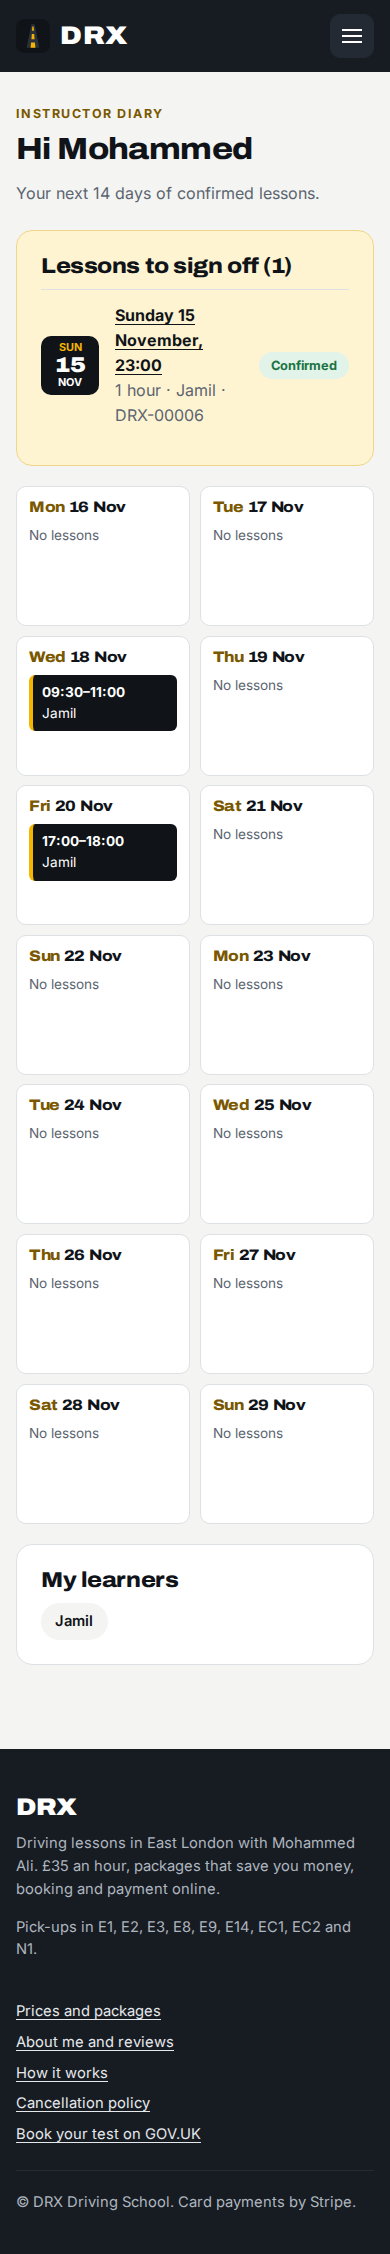 DRX
INSTRUCTOR DIARY
Hi Mohammed
Your next 14 days of confirmed lessons.
Lessons to sign off (1)
SUN
15
NOV
Sunday 15
November,
23:00
1 hour · Jamil ·
DRX-00006
Confirmed
Mon 16 Nov
No lessons
Tue 17 Nov
No lessons
Wed 18 Nov
09:30–11:00
Jamil
Thu 19 Nov
No lessons
Fri 20 Nov
17:00–18:00
Jamil
Sat 21 Nov
No lessons
Sun 22 Nov
No lessons
Mon 23 Nov
No lessons
Tue 24 Nov
No lessons
Wed 25 Nov
No lessons
Thu 26 Nov
No lessons
Fri 27 Nov
No lessons
Sat 28 Nov
No lessons
Sun 29 Nov
No lessons
My learners
Jamil
DRX
Driving lessons in East London with Mohammed
Ali. £35 an hour, packages that save you money,
booking and payment online.
Pick-ups in E1, E2, E3, E8, E9, E14, EC1, EC2 and
N1.
Prices and packages
About me and reviews
How it works
Cancellation policy
Book your test on GOV.UK
© DRX Driving School. Card payments by Stripe.